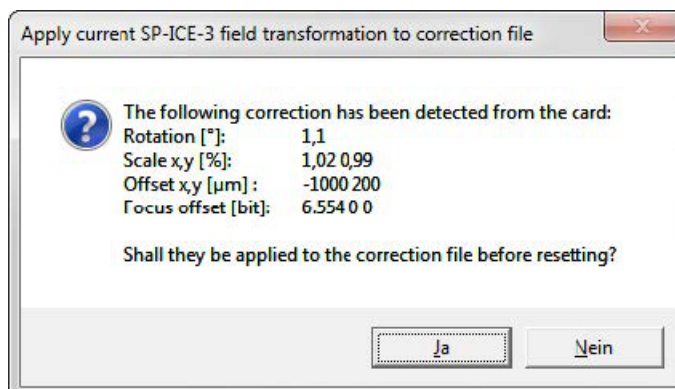 Apply current SP-ICE-3 field transformation to correction file
The following correction has been detected from the card:
Rotation [°]: 1,1
Scale x,y [%]: 1,02 0,99
Offset x,y [µm] : -1000 200
Focus offset [bit]: 6.554 0 0
Shall they be applied to the correction file before resetting?
Ja Nein